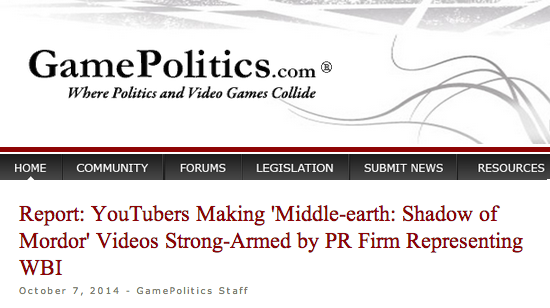 GamePolitics.com ®
Where Politics and Video Games Collide
HOME COMMUNITY FORUMS LEGISLATION SUBMIT NEWS RESOURCES
Report: YouTubers Making 'Middle-earth: Shadow of
Mordor' Videos Strong-Armed by PR Firm Representing
WBI
October 7, 2014 - GamePolitics Staff